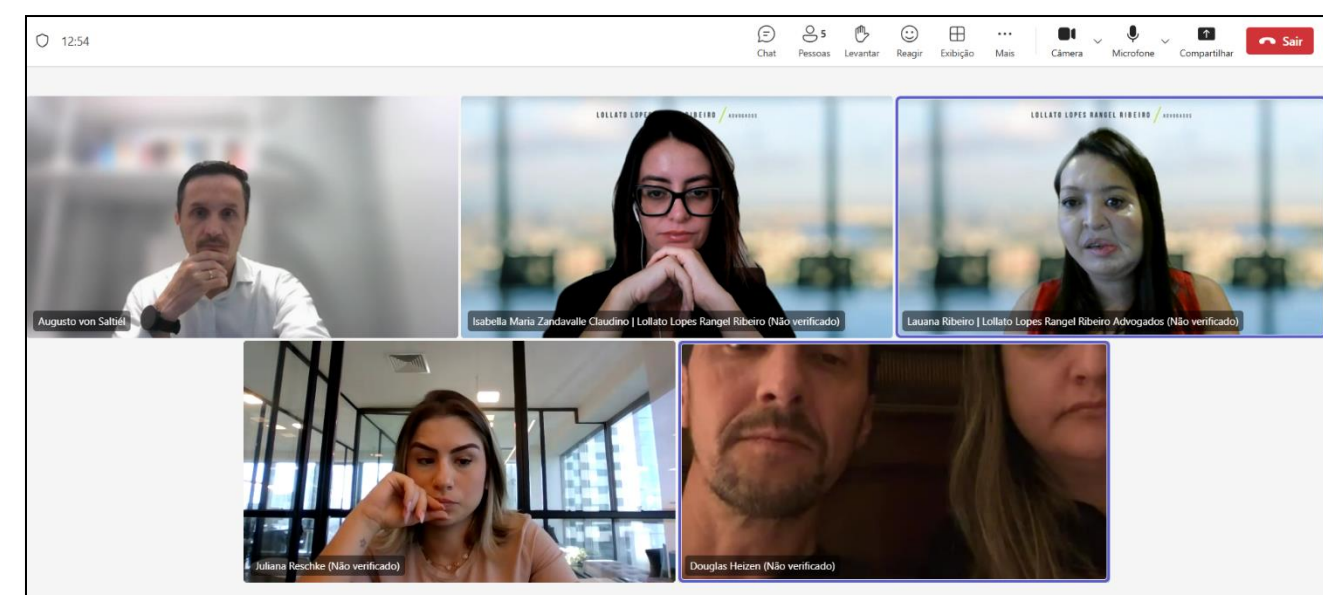 12:54
Chat
5
Pessoas
Levantar
Reagir
Exibição
Mais
Câmera
Microfone
Compartilhar
Sair
LOLLATO LOPES RIBEIRO / ADVOGADOS
LOLLATO LOPES RANGEL RIBEIRO / ADVOGADOS
Augusto von Saltiél
Isabella Maria Zandavalle Claudino | Lollato Lopes Rangel Ribeiro (Não verificado)
Lauana Ribeiro | Lollato Lopes Rangel Ribeiro Advogados (Não verificado)
Juliana Reschke (Não verificado)
Douglas Heizen (Não verificado)